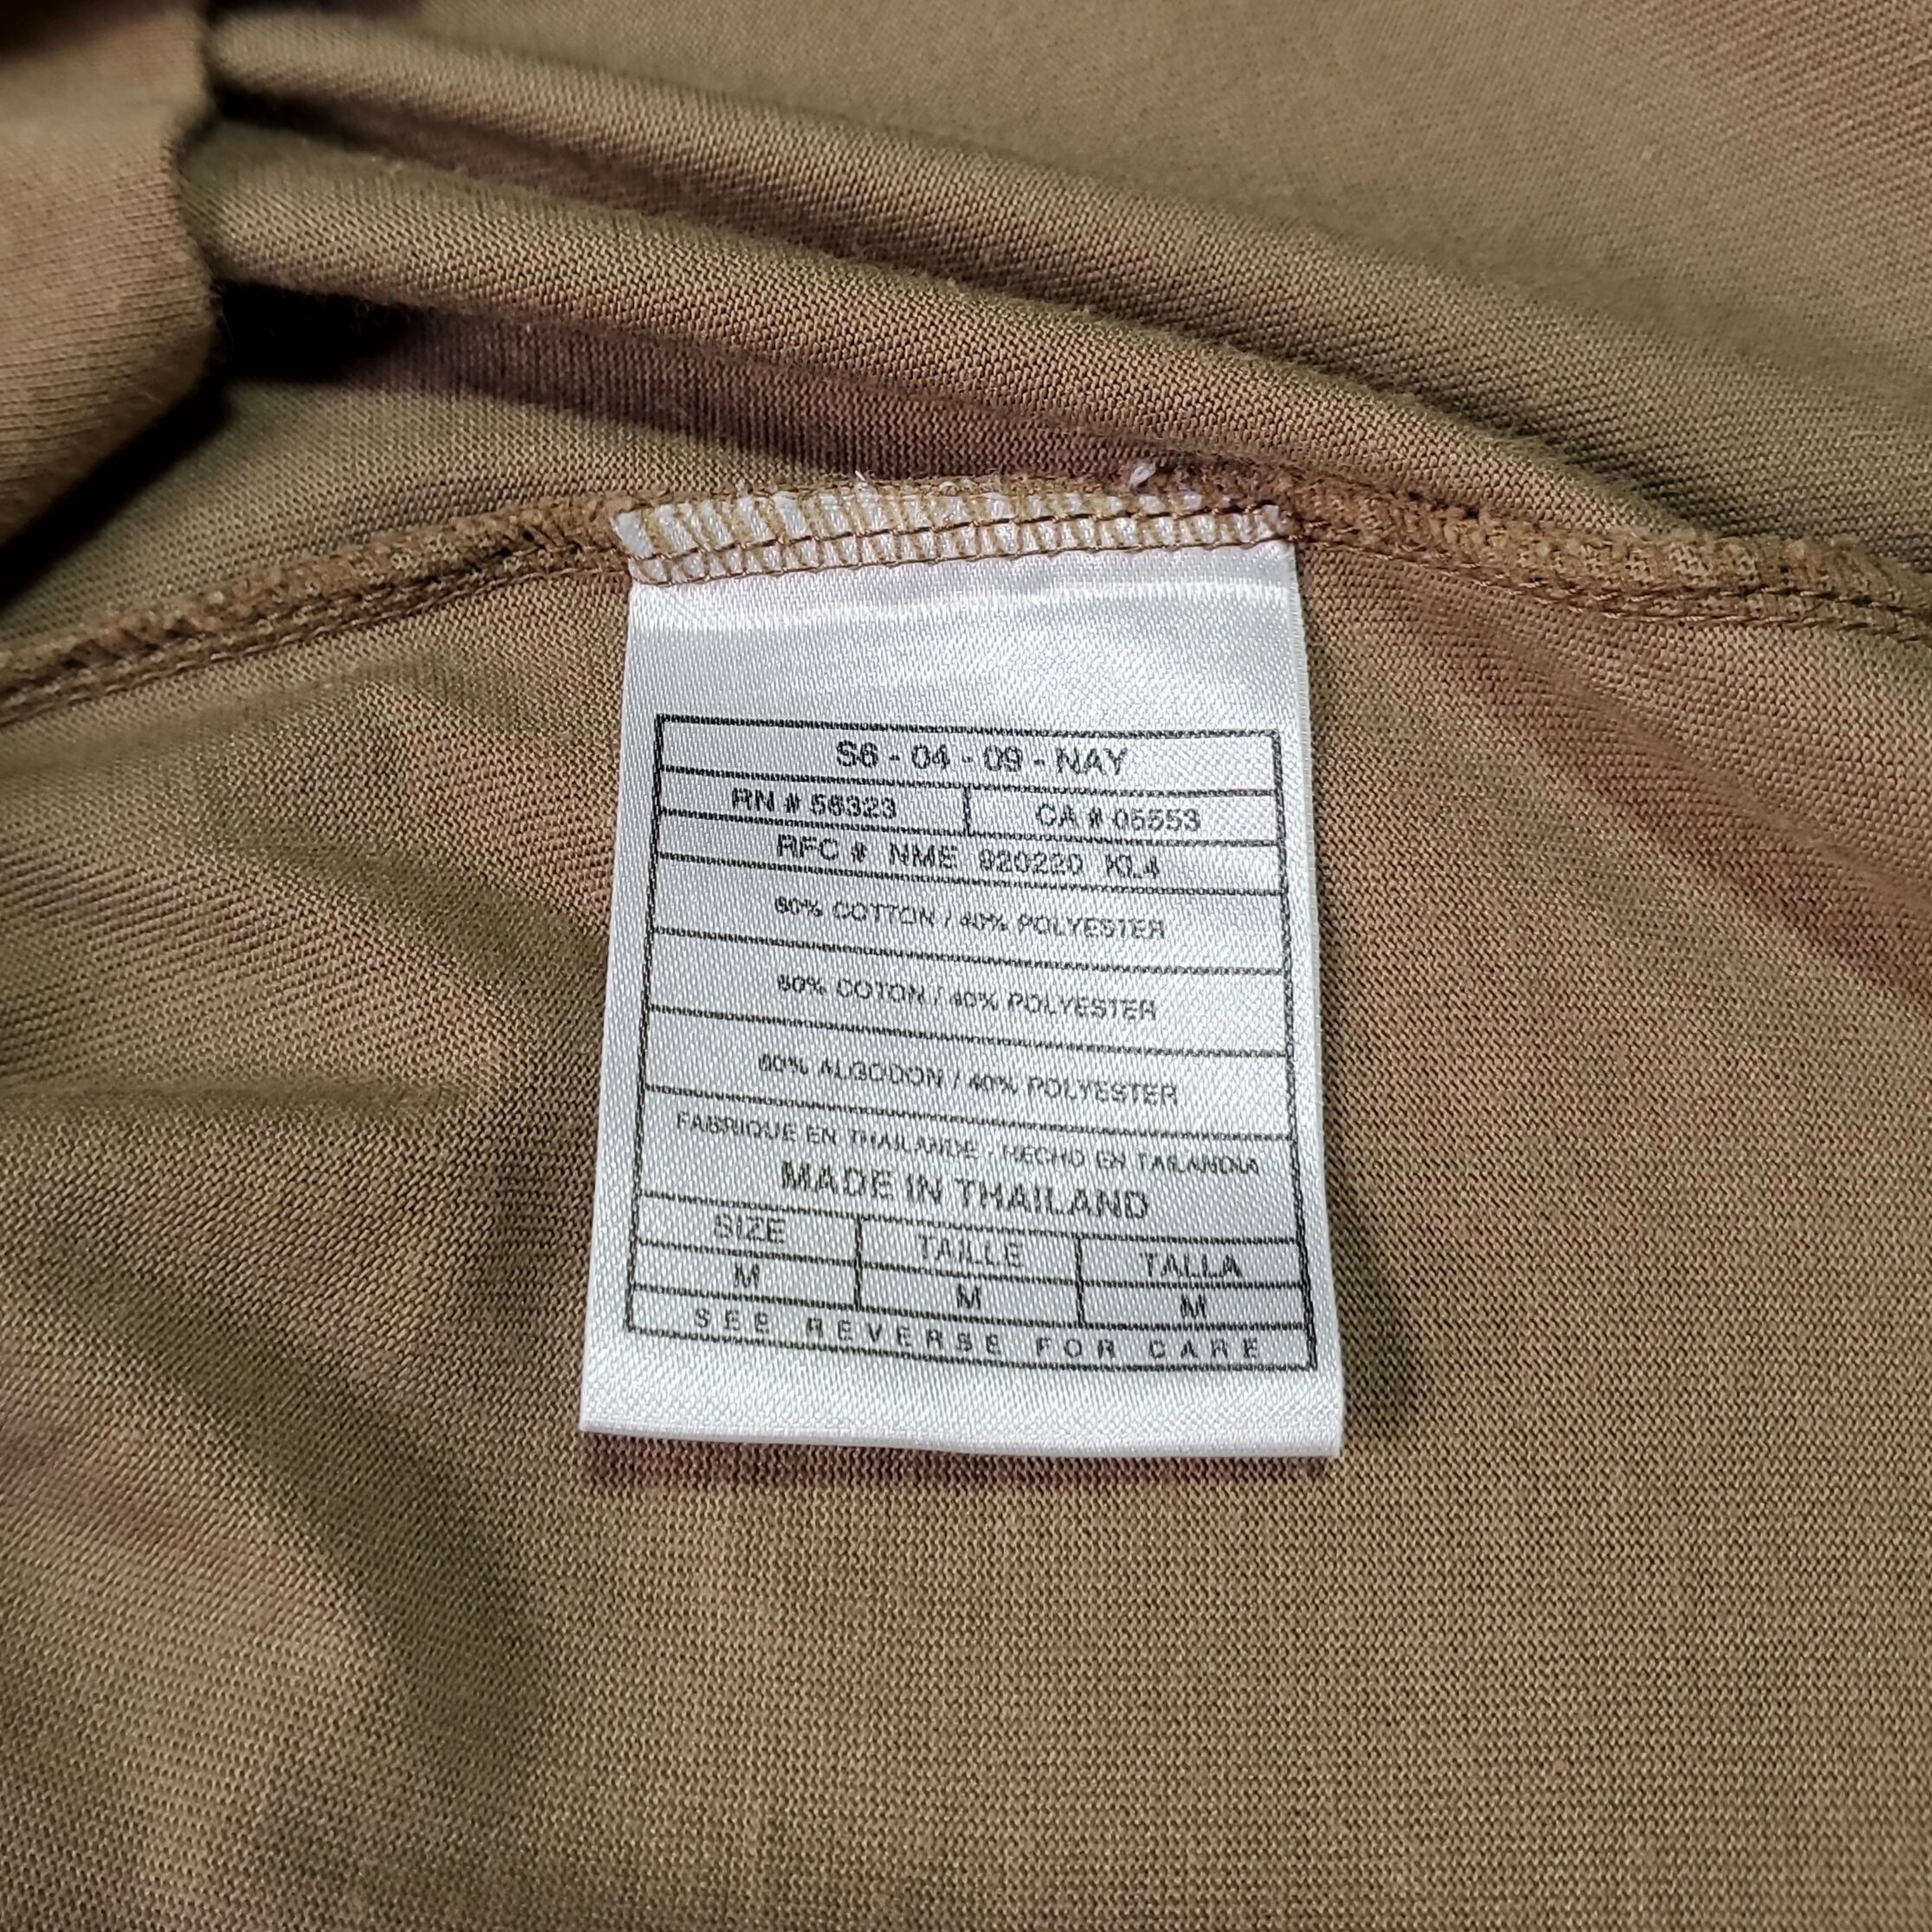 S6 - 04 - 09 - NAY
RN # 56323 CA # 05553
RFC # NME 920220 KL4
60% COTTON / 40% POLYESTER
60% COTON / 40% POLYESTER
60% ALGODON / 40% POLYESTER
FABRIQUE EN THAILANDE . HECHO EN TAILANDIA
MADE IN THAILAND
SIZE TAILLE TALLA
M M M
SEE REVERSE FOR CARE